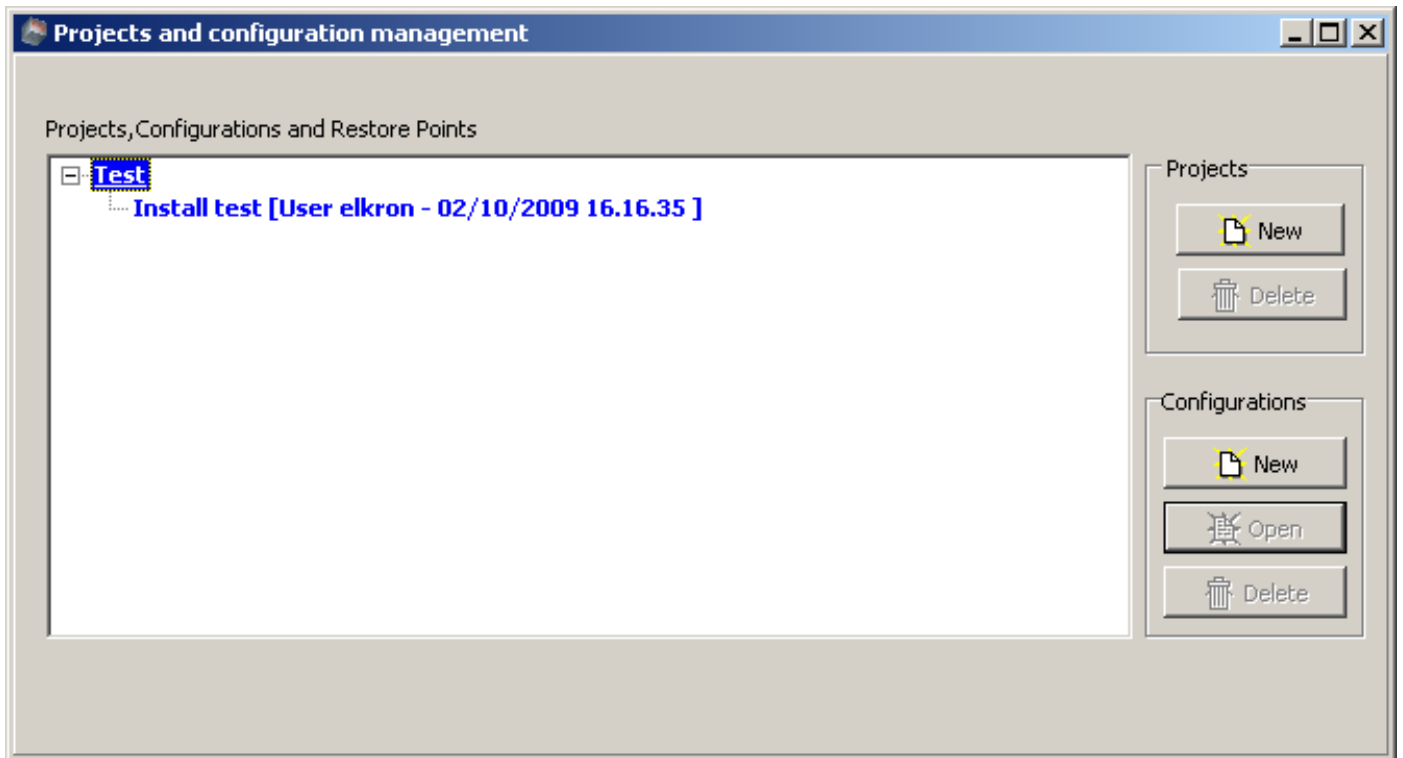 Projects and configuration management
Projects,Configurations and Restore Points
Test
Install test [User elkron - 02/10/2009 16.16.35 ]
Projects
New
Delete
Configurations
New
Open
Delete